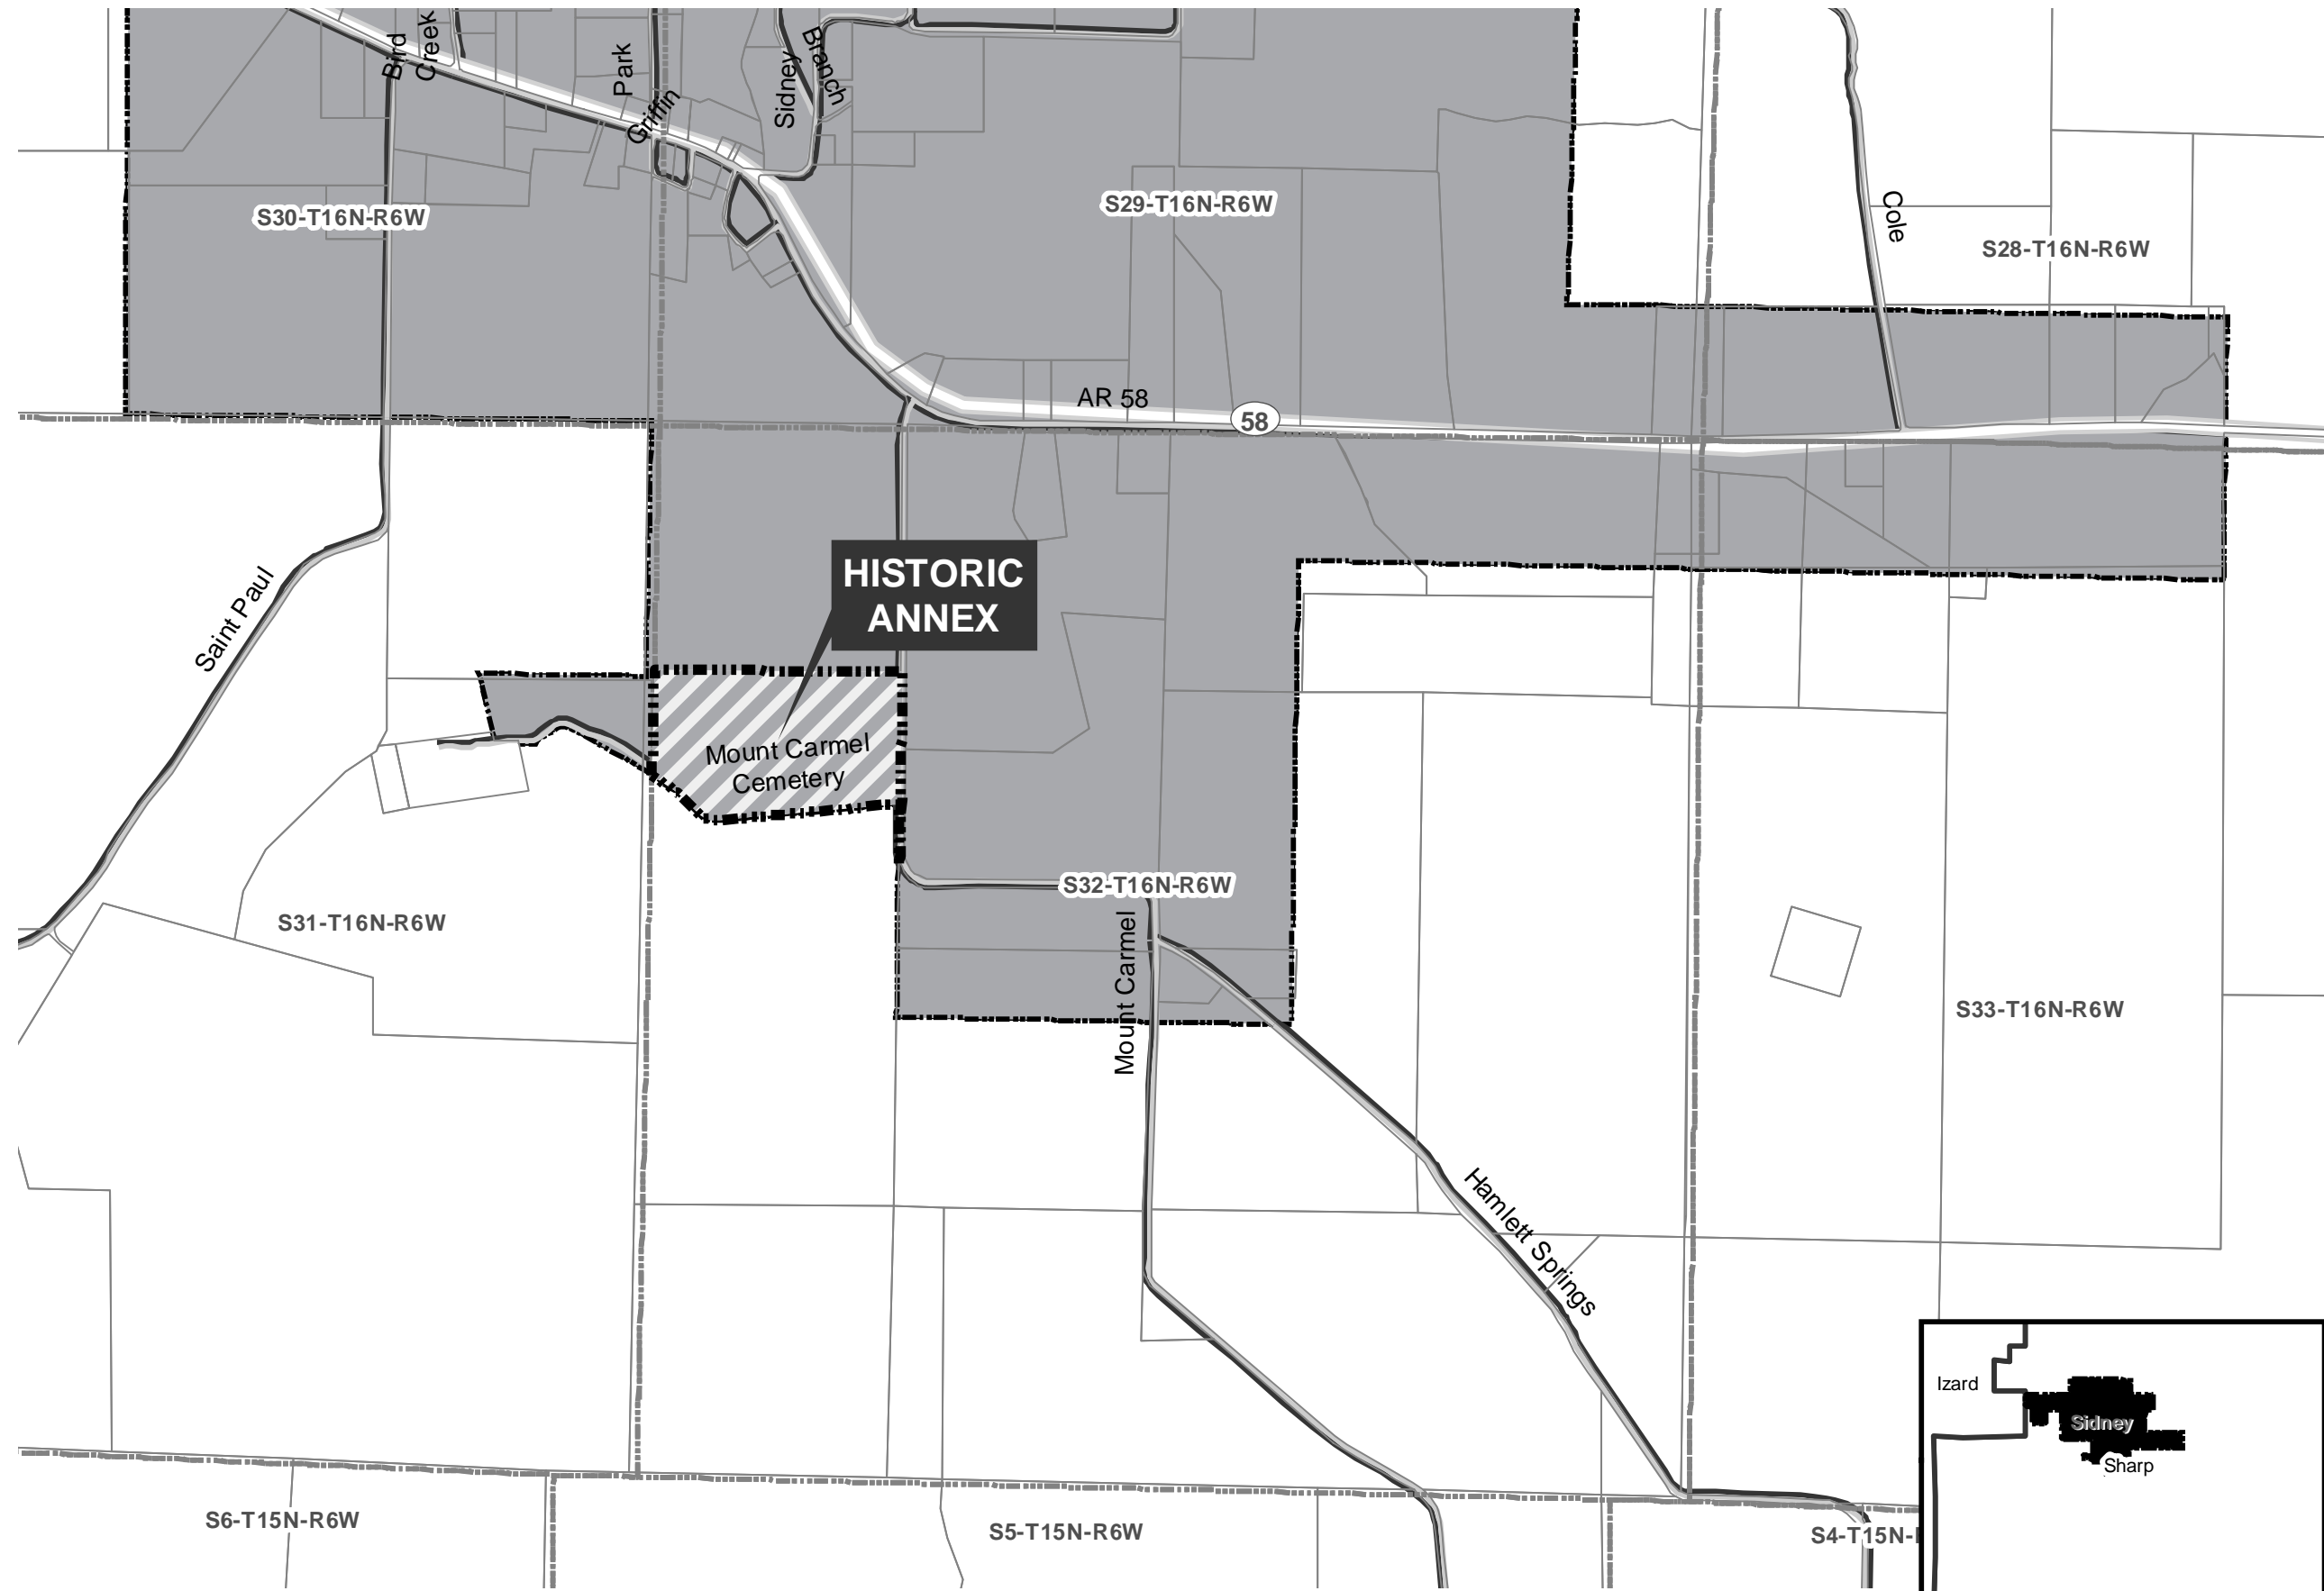 Bird
Creek
Park
Griffin
Sidney
Branch
S30-T16N-R6W
S29-T16N-R6W
Cole
S28-T16N-R6W
AR 58
58
HISTORIC
ANNEX
Saint Paul
Mount Carmel
Cemetery
S32-T16N-R6W
S31-T16N-R6W
Mount Carmel
S33-T16N-R6W
Hamlett Springs
Izard
Sidney
Sharp
S6-T15N-R6W
S5-T15N-R6W
S4-T15N-